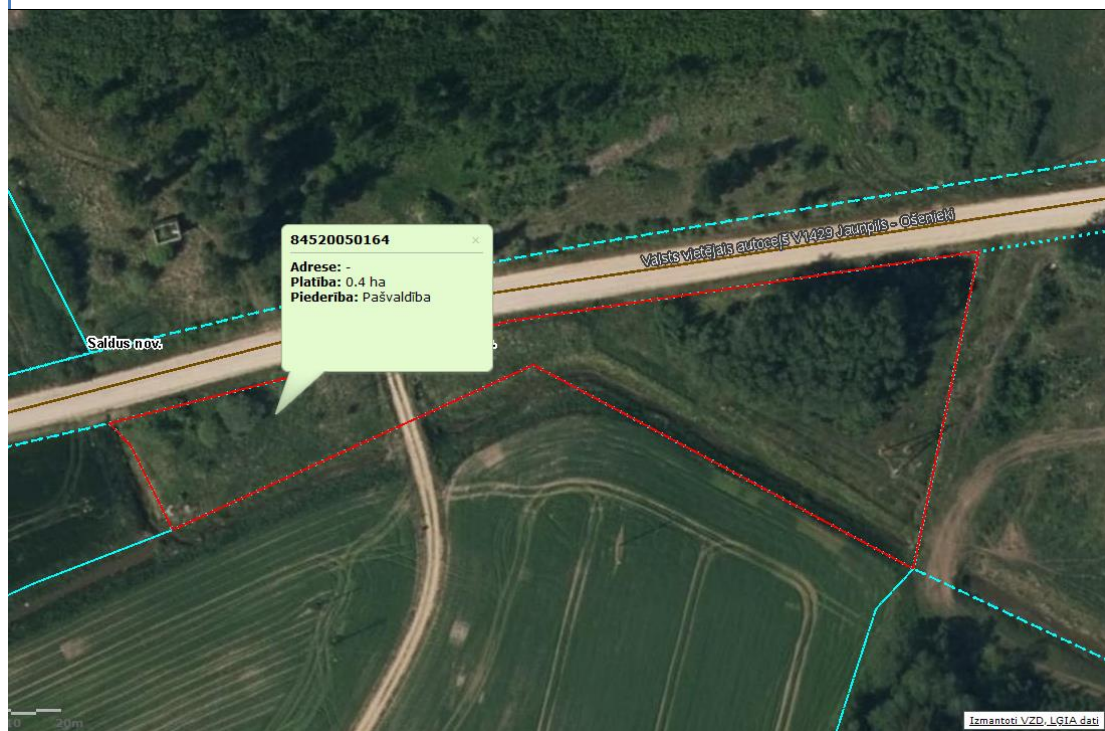 Valsts vietējais autoceļš V1429 Jaunpils - Ošenieki
84520050164 ×
Adrese: -
Platība: 0.4 ha
Piederība: Pašvaldība
Saldus nov.
20m
Izmantoti VZD, LĢIA dati